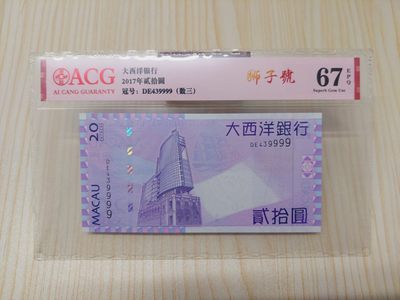 ACG
AI CANG GUARANTY
大西洋銀行
2017年贰拾圆
冠号: DE439999 (数三)
狮子號
67 EPQ
Superb Gem Unc
20
MACAU
DE439999
大西洋銀行
DE439999
貳拾圓